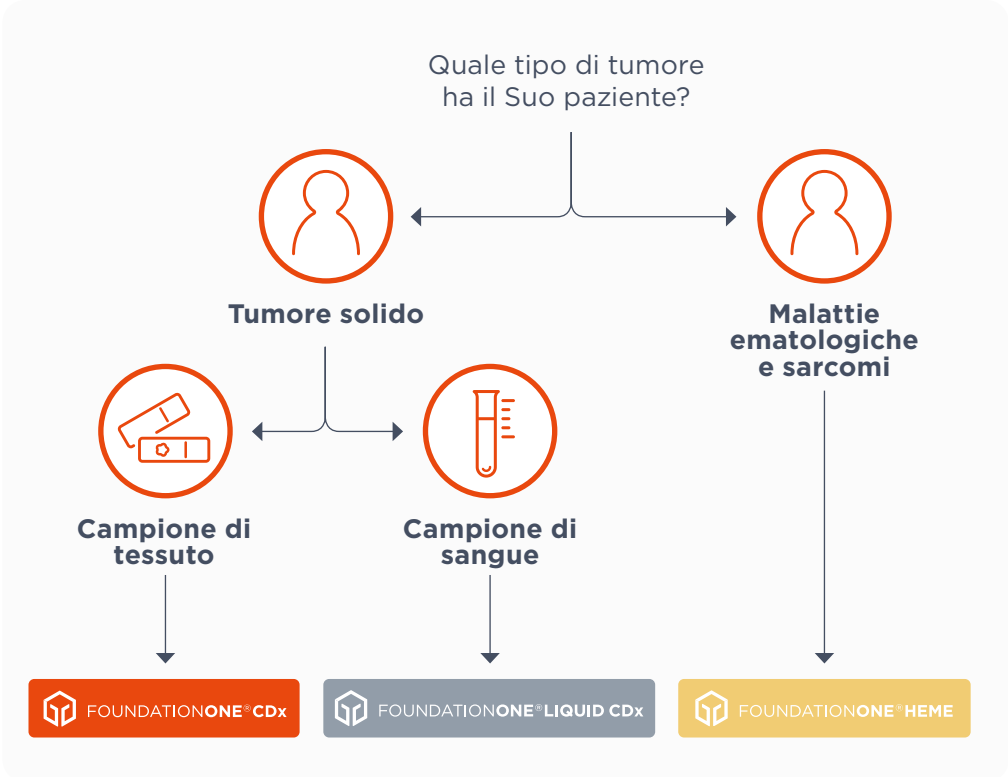 Quale tipo di tumore
ha il Suo paziente?
Tumore solido
Malattie
ematologiche
e sarcomi
Campione di
tessuto
Campione di
sangue
FOUNDATIONONE®CDx
FOUNDATIONONE®LIQUID CDx
FOUNDATIONONE®HEME